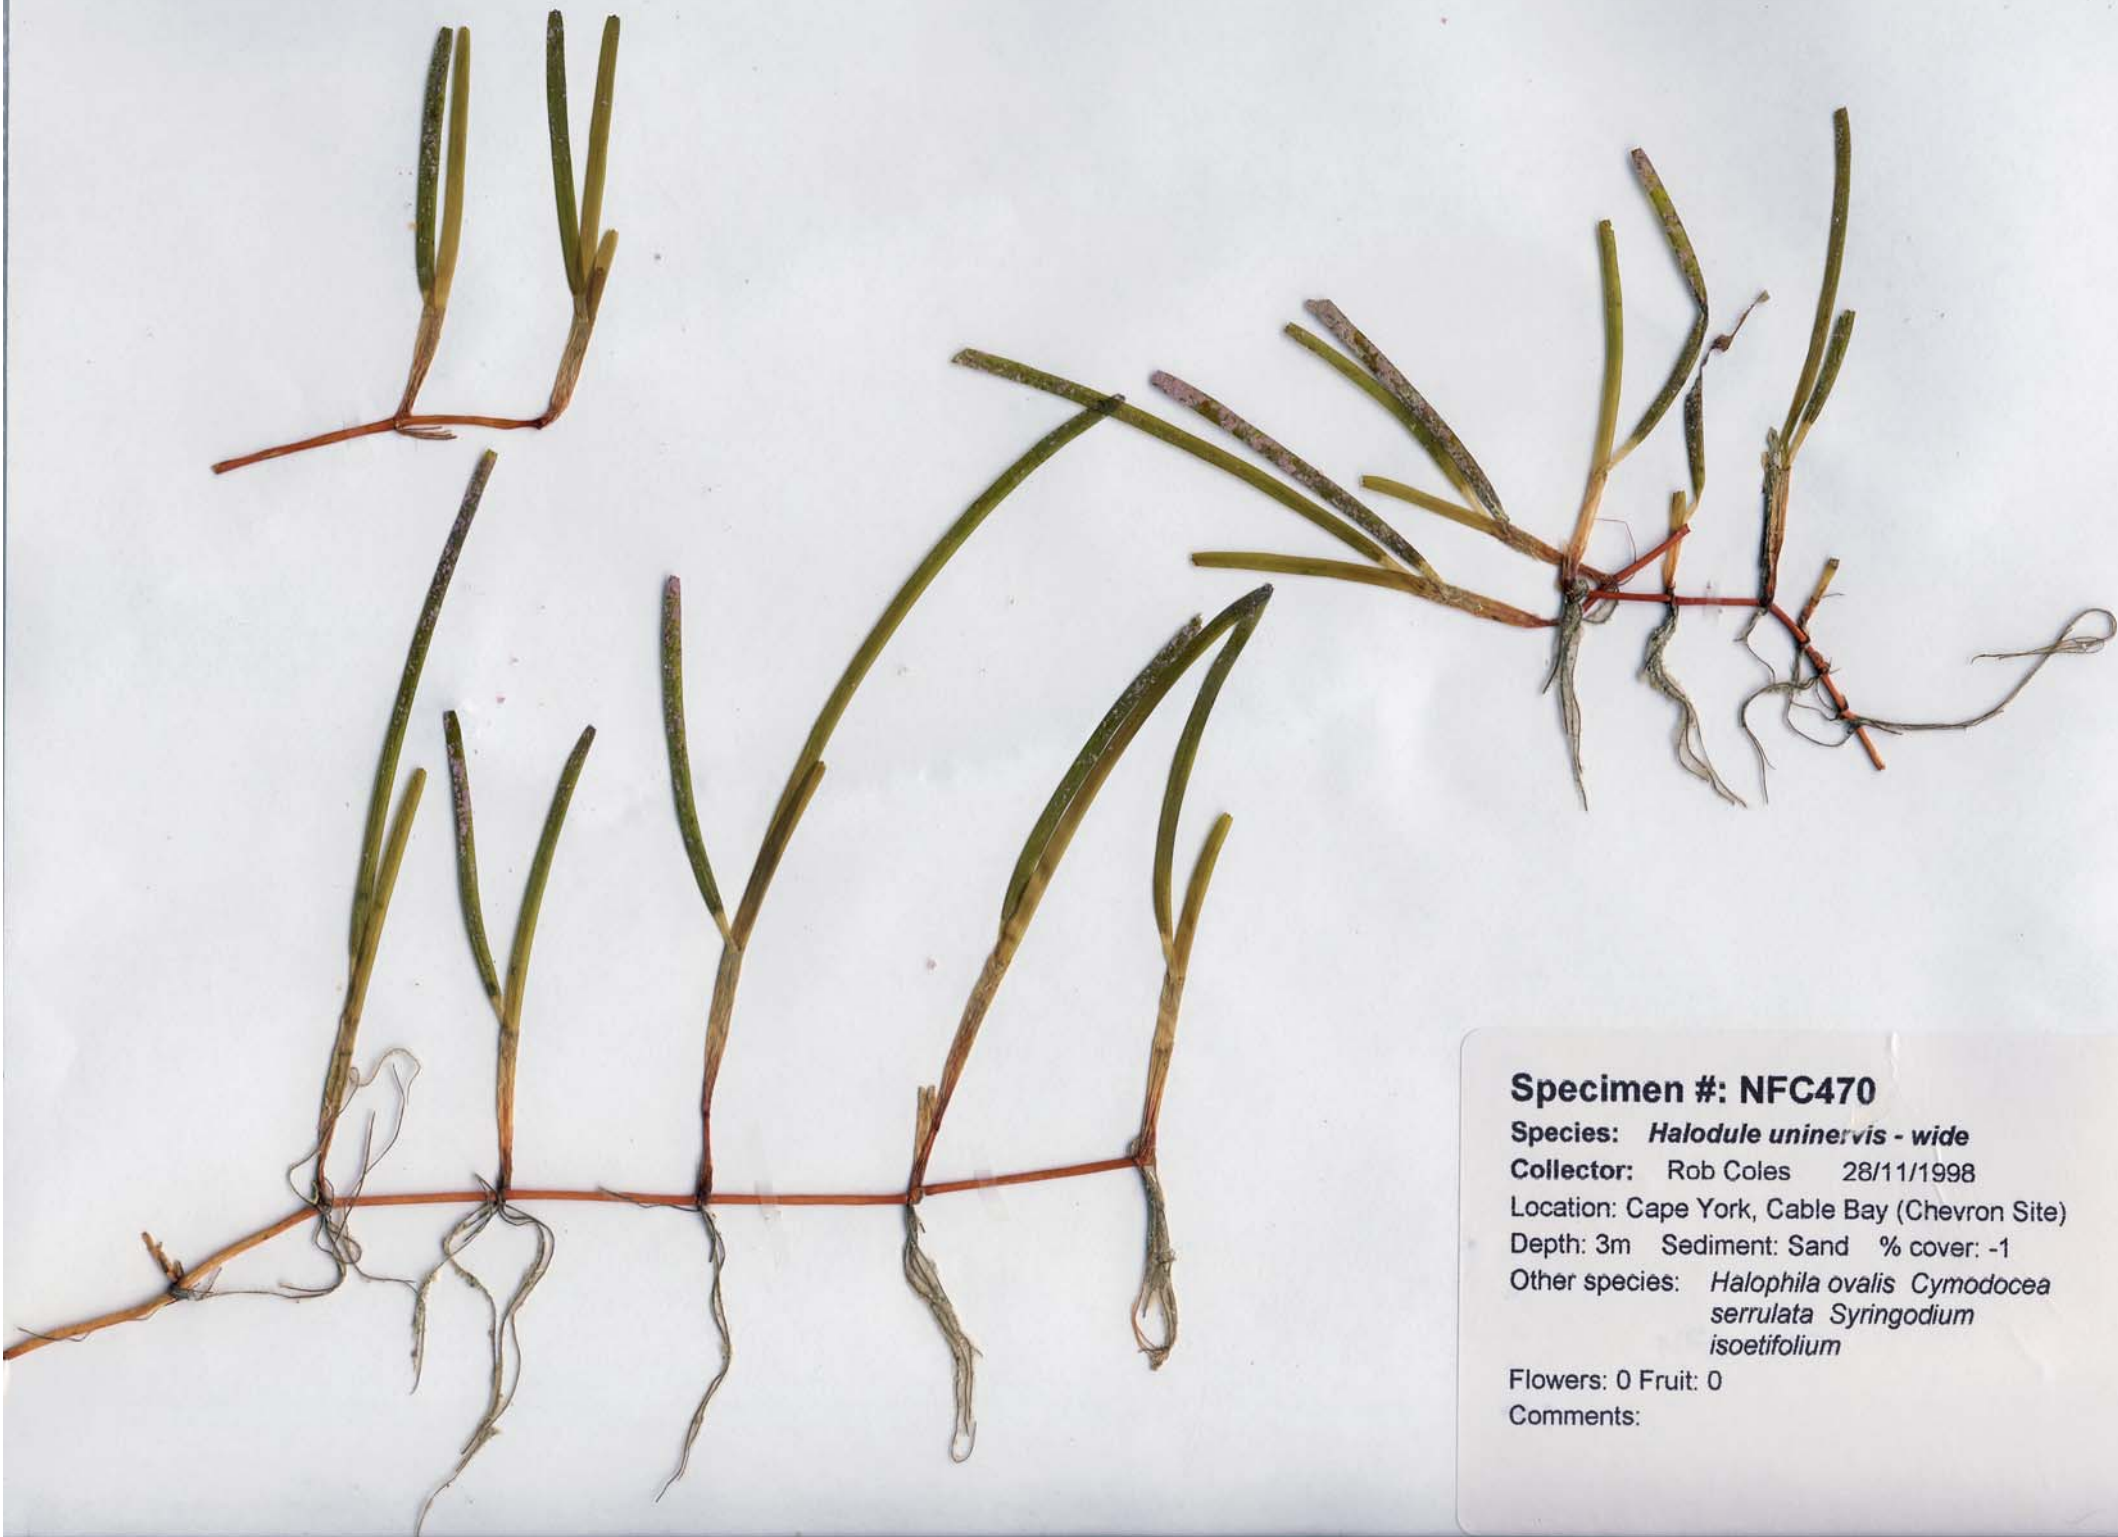 Specimen #: NFC470
Species: Halodule uninervis - wide
Collector: Rob Coles 28/11/1998
Location: Cape York, Cable Bay (Chevron Site)
Depth: 3m Sediment: Sand % cover: -1
Other species: Halophila ovalis Cymodocea
serrulata Syringodium
isoetifolium
Flowers: 0 Fruit: 0
Comments: